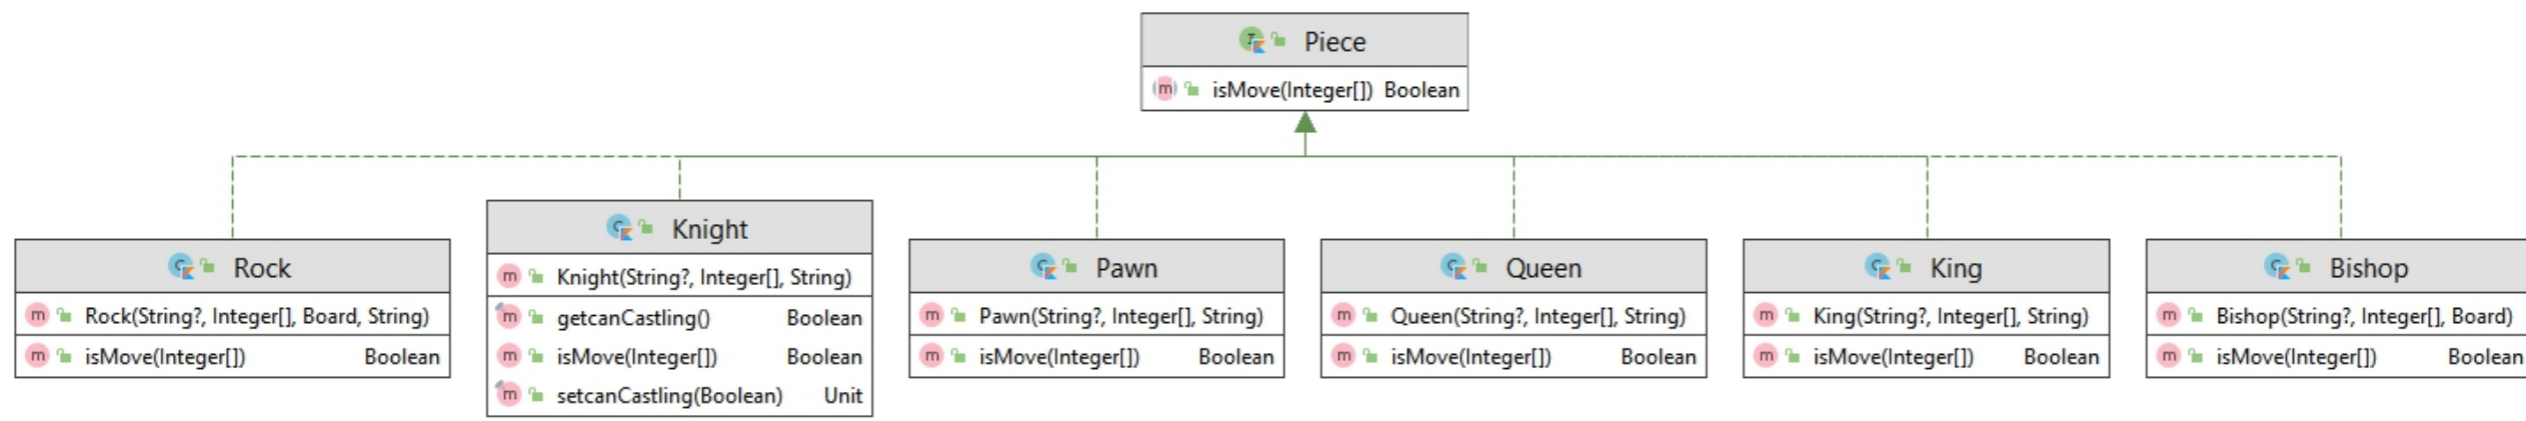 Piece
isMove(Integer[]) Boolean
Rock
Rock(String?, Integer[], Board, String)
isMove(Integer[]) Boolean
Knight
Knight(String?, Integer[], String)
getcanCastling() Boolean
isMove(Integer[]) Boolean
setcanCastling(Boolean) Unit
Pawn
Pawn(String?, Integer[], String)
isMove(Integer[]) Boolean
Queen
Queen(String?, Integer[], String)
isMove(Integer[]) Boolean
King
King(String?, Integer[], String)
isMove(Integer[]) Boolean
Bishop
Bishop(String?, Integer[], Board)
isMove(Integer[]) Boolean